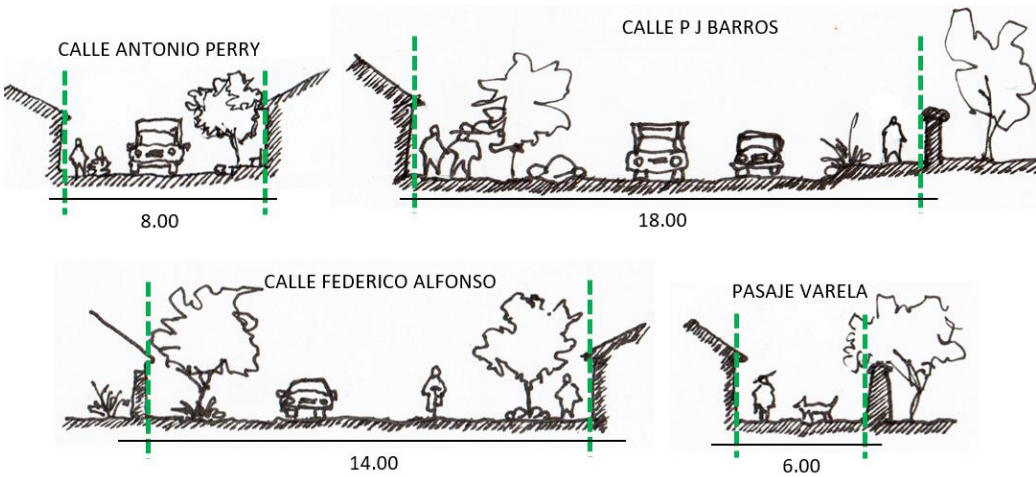 CALLE ANTONIO PERRY
8.00
CALLE P J BARROS
18.00
CALLE FEDERICO ALFONSO
14.00
PASAJE VARELA
6.00